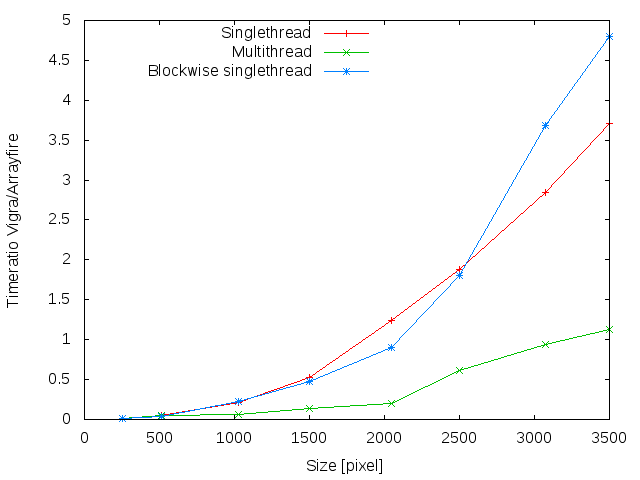 Singlethread
Multithread
Blockwise singlethread
5
4.5
4
3.5
3
2.5
2
1.5
1
0.5
0
Timeratio Vigra/Arrayfire
0 500 1000 1500 2000 2500 3000 3500
Size [pixel]